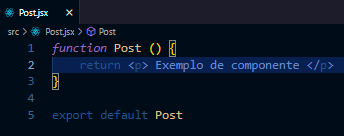 Post.jsx ×
src > Post.jsx > Post
1 function Post () {
2 return <p> Exemplo de componente </p>
3 }
4
5 export default Post